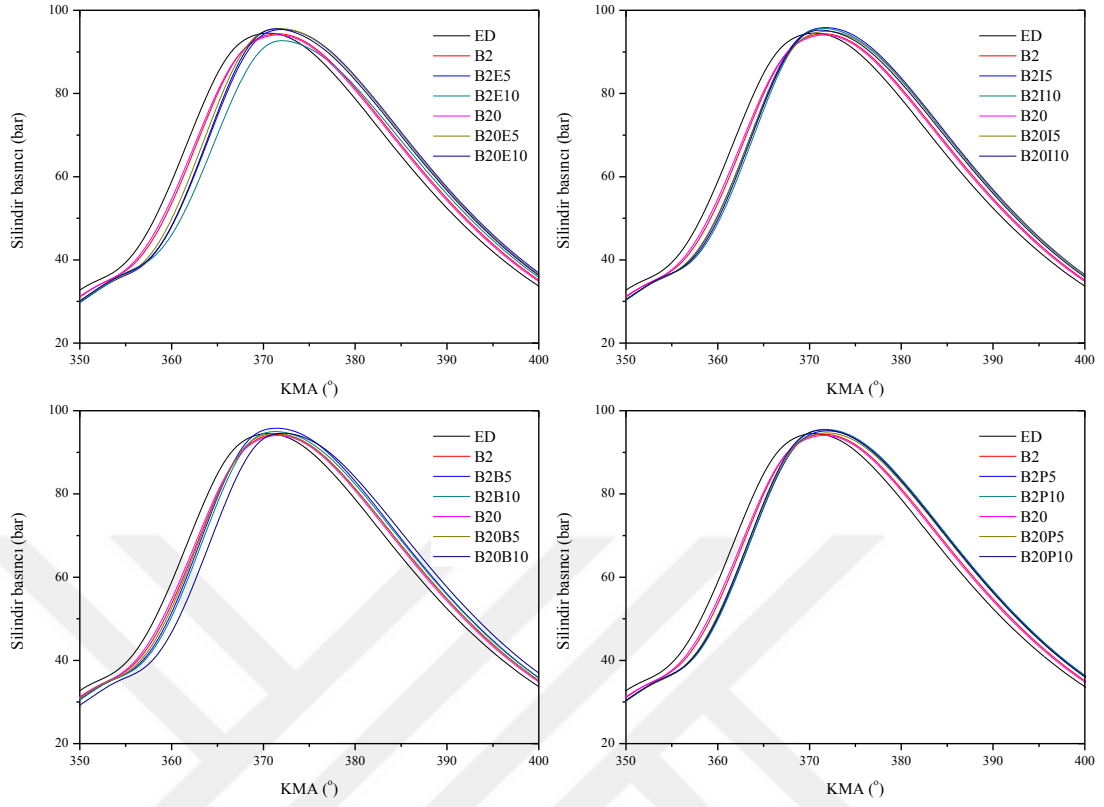 100
80
60
40
20
Silindir basıncı (bar)
ED
B2
B2E5
B2E10
B20
B20E5
B20E10
350
360
370
380
390
400
KMA (°)
100
80
60
40
20
Silindir basıncı (bar)
ED
B2
B2I5
B2I10
B20
B20I5
B20I10
350
360
370
380
390
400
KMA (°)
100
80
60
40
20
Silindir basıncı (bar)
ED
B2
B2B5
B2B10
B20
B20B5
B20B10
350
360
370
380
390
400
KMA (°)
100
80
60
40
20
Silindir basıncı (bar)
ED
B2
B2P5
B2P10
B20
B20P5
B20P10
350
360
370
380
390
400
KMA (°)